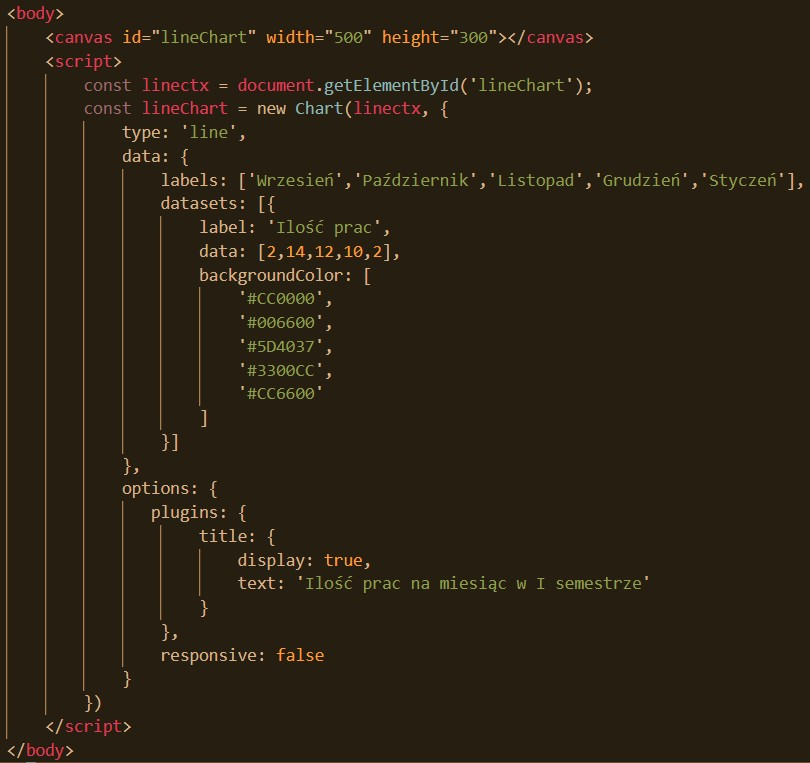 <body>
    <canvas id="lineChart" width="500" height="300"></canvas>
    <script>
        const linectx = document.getElementById('lineChart');
        const lineChart = new Chart(linectx, {
            type: 'line',
            data: {
                labels: ['Wrzesień','Październik','Listopad','Grudzień','Styczeń'],
                datasets: [{
                    label: 'Ilość prac',
                    data: [2,14,12,10,2],
                    backgroundColor: [
                        '#CC0000',
                        '#006600',
                        '#5D4037',
                        '#3300CC',
                        '#CC6600'
                    ]
                }]
            },
            options: {
               plugins: {
                    title: {
                        display: true,
                        text: 'Ilość prac na miesiąc w I semestrze'
                    }
                },
                responsive: false
            }
        })
    </script>
</body>